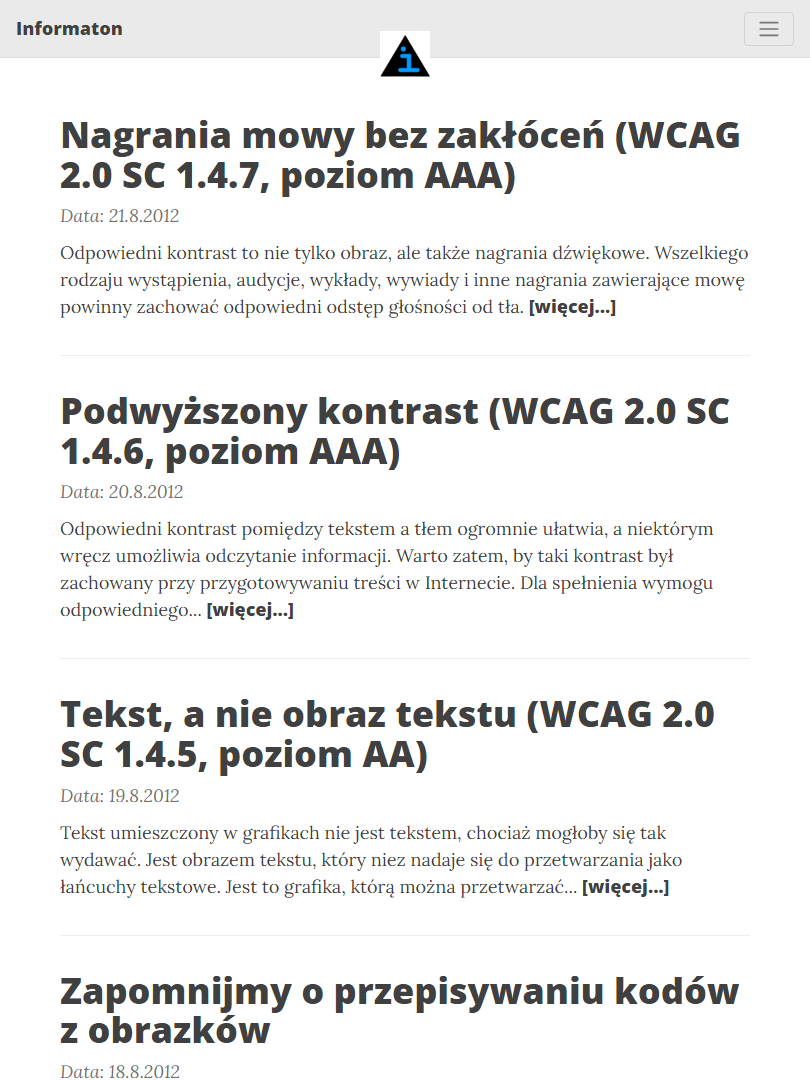 Informaton
i
Nagrania mowy bez zakłóceń (WCAG
2.0 SC 1.4.7, poziom AAA)
Data: 21.8.2012
Odpowiedni kontrast to nie tylko obraz, ale także nagrania dźwiękowe. Wszelkiego
rodzaju wystąpienia, audycje, wykłady, wywiady i inne nagrania zawierające mowę
powinny zachować odpowiedni odstęp głośności od tła. [więcej...]
Podwyższony kontrast (WCAG 2.0 SC
1.4.6, poziom AAA)
Data: 20.8.2012
Odpowiedni kontrast pomiędzy tekstem a tłem ogromnie ułatwia, a niektórym
wręcz umożliwia odczytanie informacji. Warto zatem, by taki kontrast był
zachowany przy przygotowywaniu treści w Internecie. Dla spełnienia wymogu
odpowiedniego... [więcej...]
Tekst, a nie obraz tekstu (WCAG 2.0
SC 1.4.5, poziom AA)
Data: 19.8.2012
Tekst umieszczony w grafikach nie jest tekstem, chociaż mogłoby się tak
wydawać. Jest obrazem tekstu, który niez nadaje się do przetwarzania jako
łańcuchy tekstowe. Jest to grafika, którą można przetwarzać... [więcej...]
Zapomnijmy o przepisywaniu kodów
z obrazków
Data: 18.8.2012